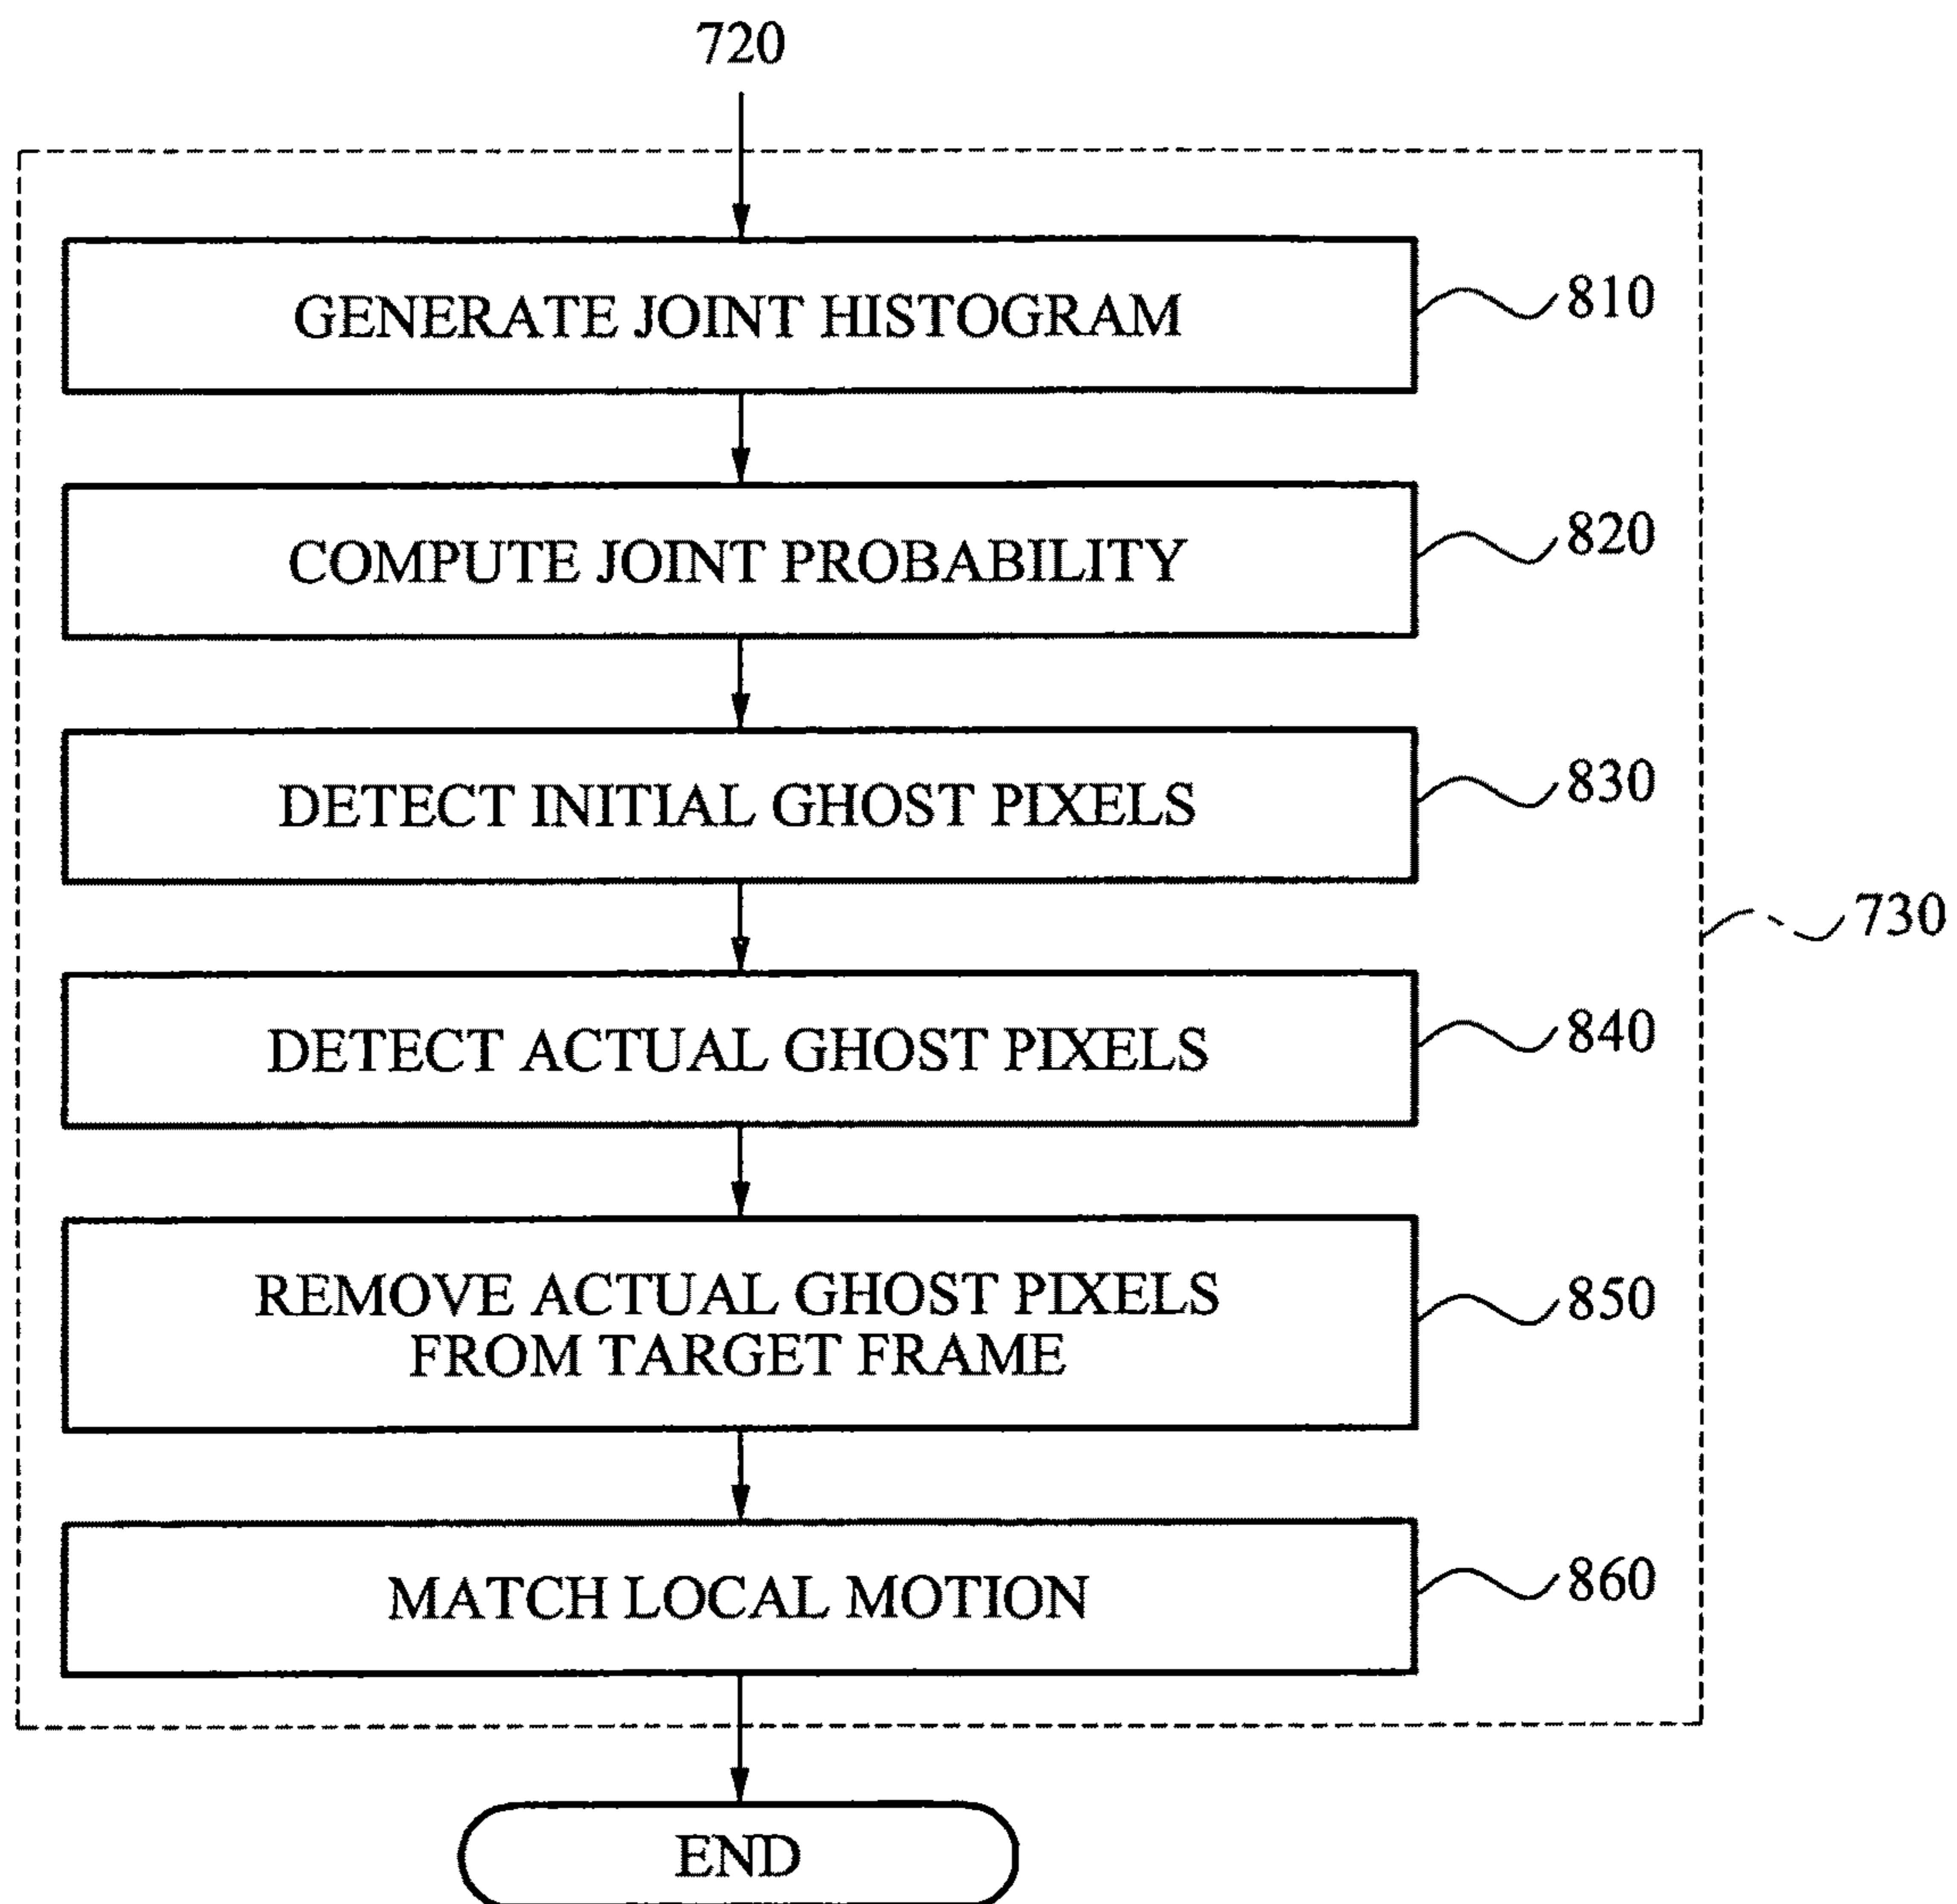 720
GENERATE JOINT HISTOGRAM
810
COMPUTE JOINT PROBABILITY
820
DETECT INITIAL GHOST PIXELS
830
730
DETECT ACTUAL GHOST PIXELS
840
REMOVE ACTUAL GHOST PIXELS
FROM TARGET FRAME
850
MATCH LOCAL MOTION
860
END